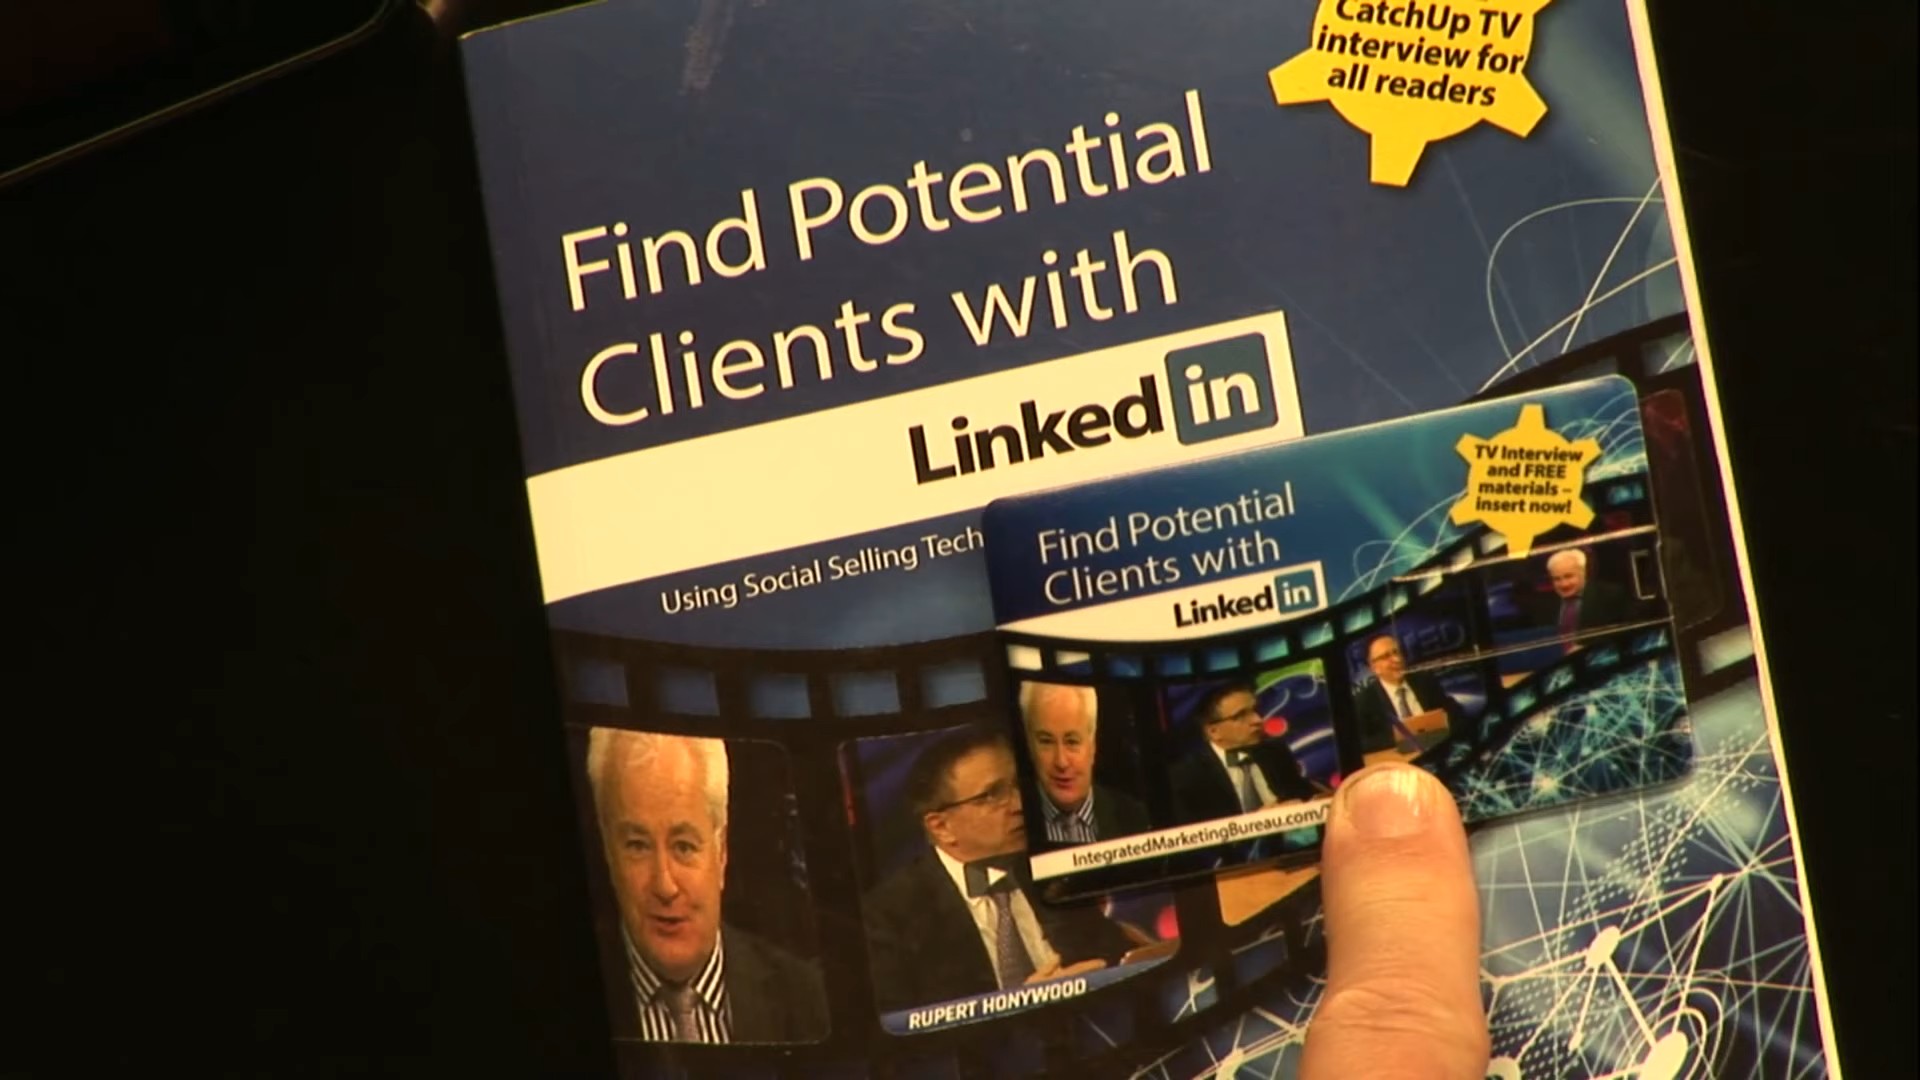 CatchUp TV
interview for
all readers
Find Potential
Clients with
Linked in
Using Social Selling Tech
TV Interview
and FREE
materials –
insert now!
Find Potential
Clients with
Linked in
IntegratedMarketingBureau.com/
RUPERT HONYWOOD